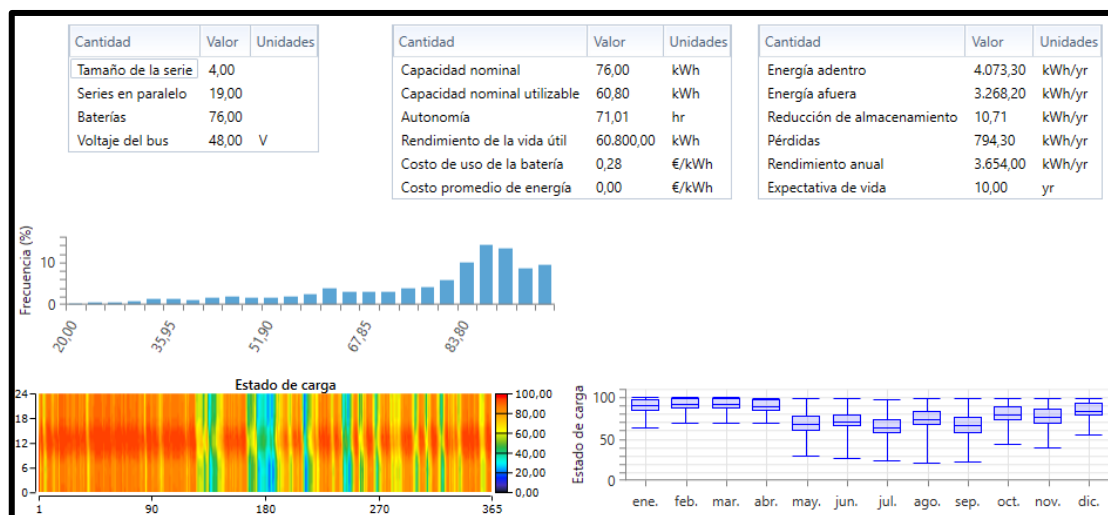 Cantidad Valor Unidades
Tamaño de la serie 4,00
Series en paralelo 19,00
Baterías 76,00
Voltaje del bus 48,00 V
Cantidad Valor Unidades
Capacidad nominal 76,00 kWh
Capacidad nominal utilizable 60,80 kWh
Autonomía 71,01 hr
Rendimiento de la vida útil 60.800,00 kWh
Costo de uso de la batería 0,28 €/kWh
Costo promedio de energía 0,00 €/kWh
Cantidad Valor Unidades
Energía adentro 4.073,30 kWh/yr
Energía afuera 3.268,20 kWh/yr
Reducción de almacenamiento 10,71 kWh/yr
Pérdidas 794,30 kWh/yr
Rendimiento anual 3.654,00 kWh/yr
Expectativa de vida 10,00 yr
Frecuencia (%)
10
0
20,00 35,95 51,90 67,85 83,80
Estado de carga
24
18
12
6
0
1 90 180 270 365
100,00
80,00
60,00
40,00
20,00
0,00
Estado de carga
100
50
0
ene. feb. mar. abr. may. jun. jul. ago. sep. oct. nov. dic.